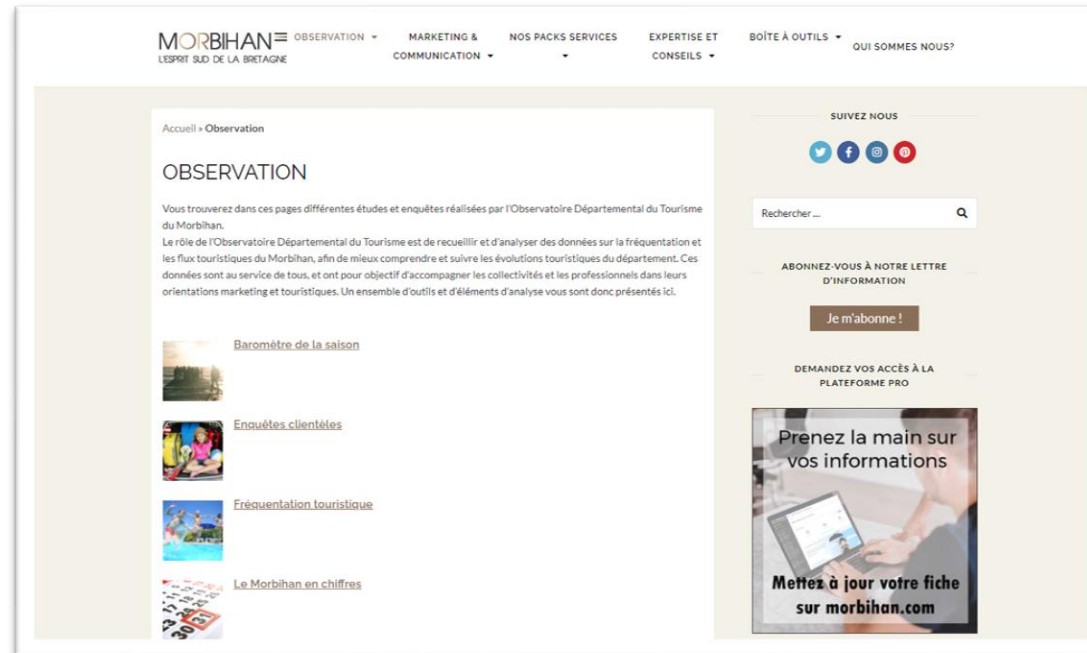 MORBIHAN
L'ESPRIT SUD DE LA BRETAGNE
OBSERVATION
MARKETING &
COMMUNICATION
NOS PACKS SERVICES
EXPERTISE ET
CONSEILS
BOÎTE À OUTILS
QUI SOMMES NOUS?
Accueil » Observation
OBSERVATION
Vous trouverez dans ces pages différentes études et enquêtes réalisées par l'Observatoire Départemental du Tourisme
du Morbihan.
Le rôle de l'Observatoire Départemental du Tourisme est de recueillir et d'analyser des données sur la fréquentation et
les flux touristiques du Morbihan, afin de mieux comprendre et suivre les évolutions touristiques du département. Ces
données sont au service de tous, et ont pour objectif d'accompagner les collectivités et les professionnels dans leurs
orientations marketing et touristiques. Un ensemble d'outils et d'éléments d'analyse vous sont donc présentés ici.
Baromètre de la saison
Enquêtes clientèles
Fréquentation touristique
Le Morbihan en chiffres
SUIVEZ NOUS
Rechercher ...
ABONNEZ-VOUS À NOTRE LETTRE
D'INFORMATION
Je m'abonne !
DEMANDEZ VOS ACCÈS À LA
PLATEFORME PRO
Prenez la main sur
vos informations
Mettez à jour votre fiche
sur morbihan.com